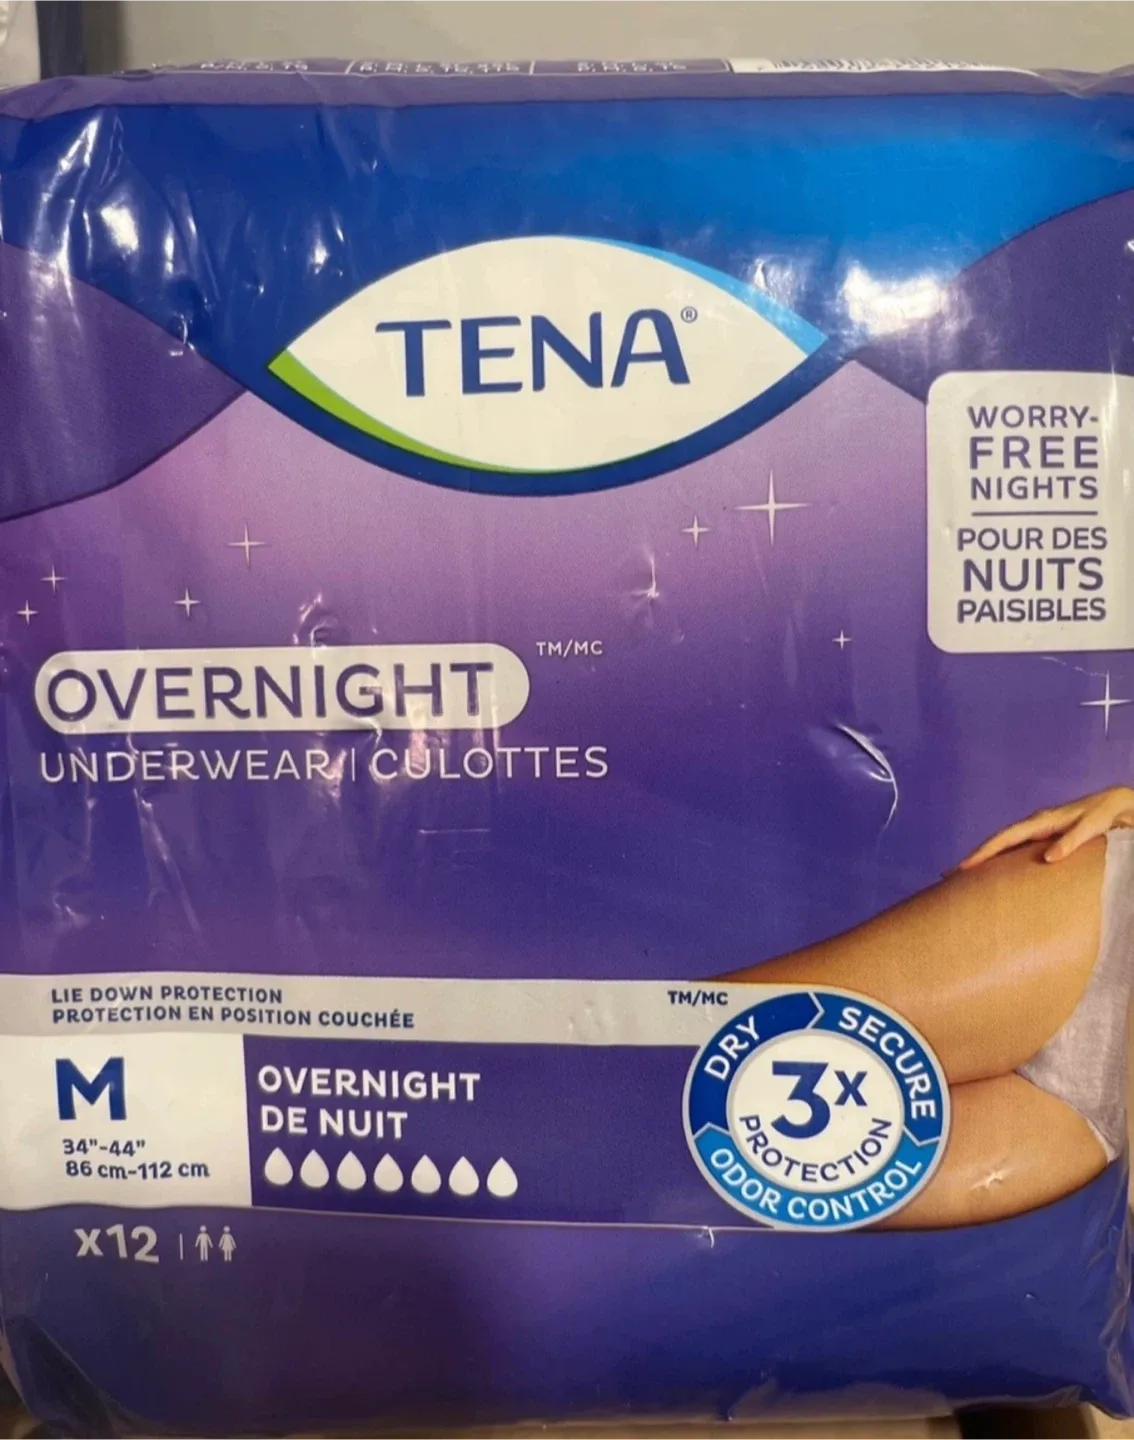 TENA®
WORRY-
FREE
NIGHTS
POUR DES
NUITS
PAISIBLES
OVERNIGHT TM/MC
UNDERWEAR | CULOTTES
LIE DOWN PROTECTION
PROTECTION EN POSITION COUCHÉE
M
34"-44"
86 cm-112 cm
OVERNIGHT
DE NUIT
TM/MC
DRY
SECURE
3X
PROTECTION
ODOR CONTROL
X12 |